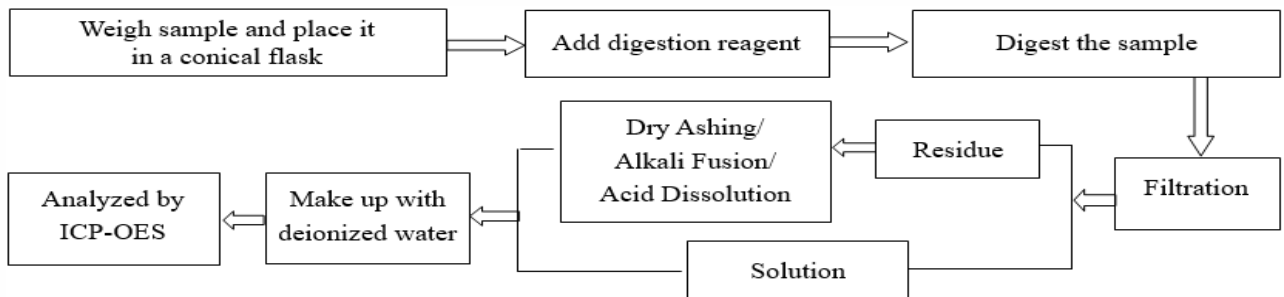 Weigh sample and place it
in a conical flask
Add digestion reagent
Digest the sample
Filtration
Residue
Dry Ashing/
Alkali Fusion/
Acid Dissolution
Solution
Make up with
deionized water
Analyzed by
ICP-OES